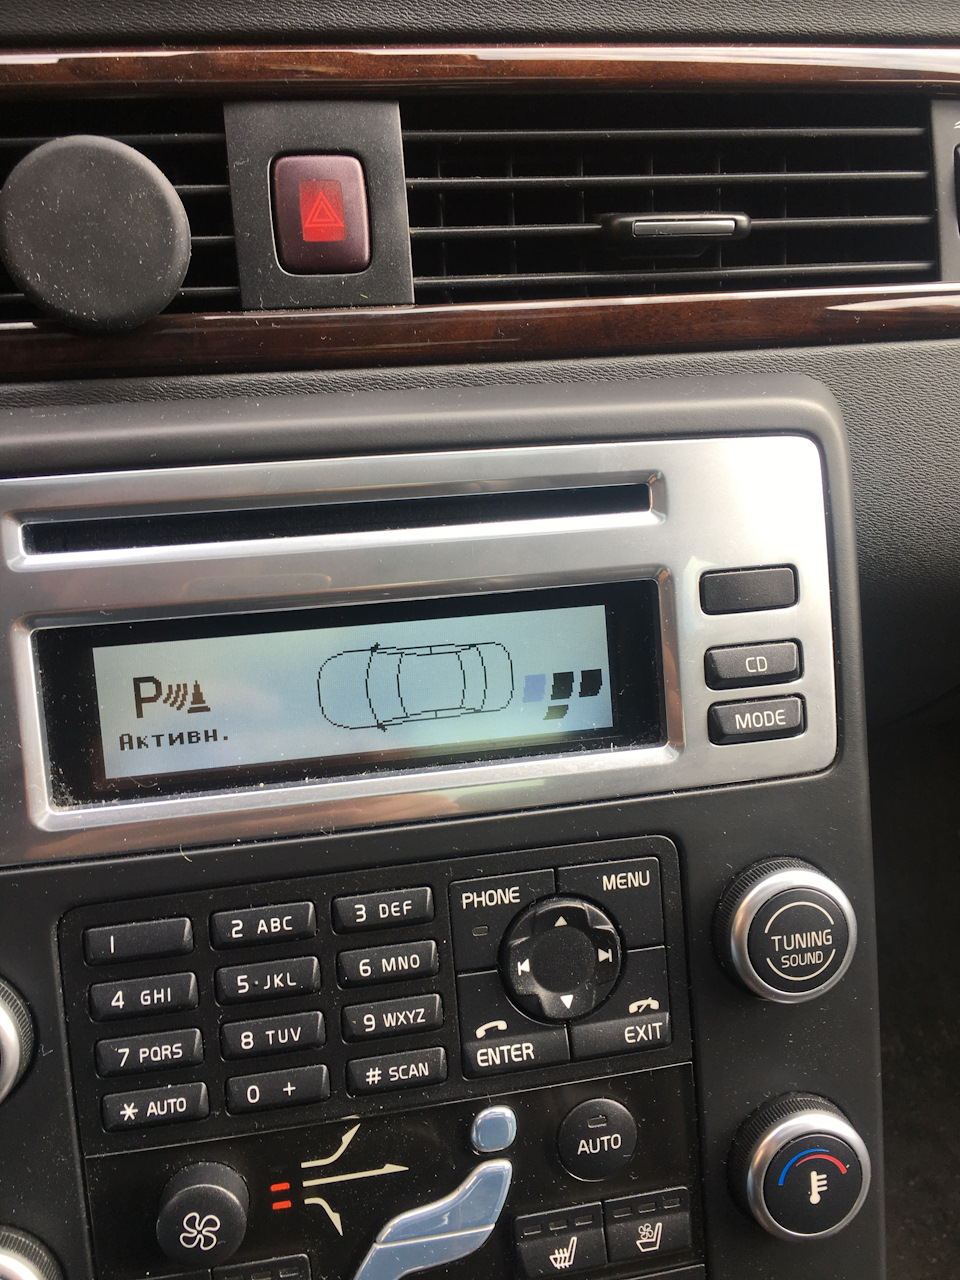 CD
MODE
P
Активн.
PHONE
MENU
1
2 ABC
3 DEF
4 GHI
5·JKL
6 MNO
7 PQRS
8 TUV
9 WXYZ
* AUTO
0 +
# SCAN
ENTER
EXIT
TUNING
SOUND
AUTO